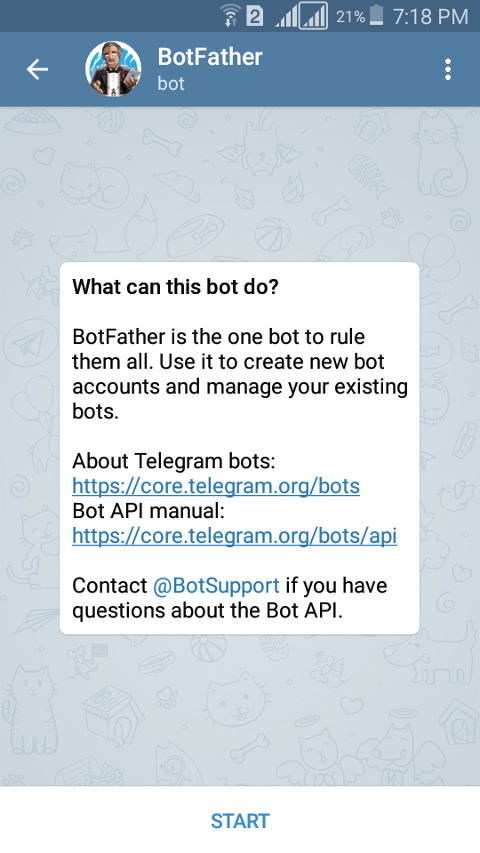 2 21% 7:18 PM
BotFather
bot
What can this bot do?
BotFather is the one bot to rule
them all. Use it to create new bot
accounts and manage your existing
bots.
About Telegram bots:
https://core.telegram.org/bots
Bot API manual:
https://core.telegram.org/bots/api
Contact @BotSupport if you have
questions about the Bot API.
START